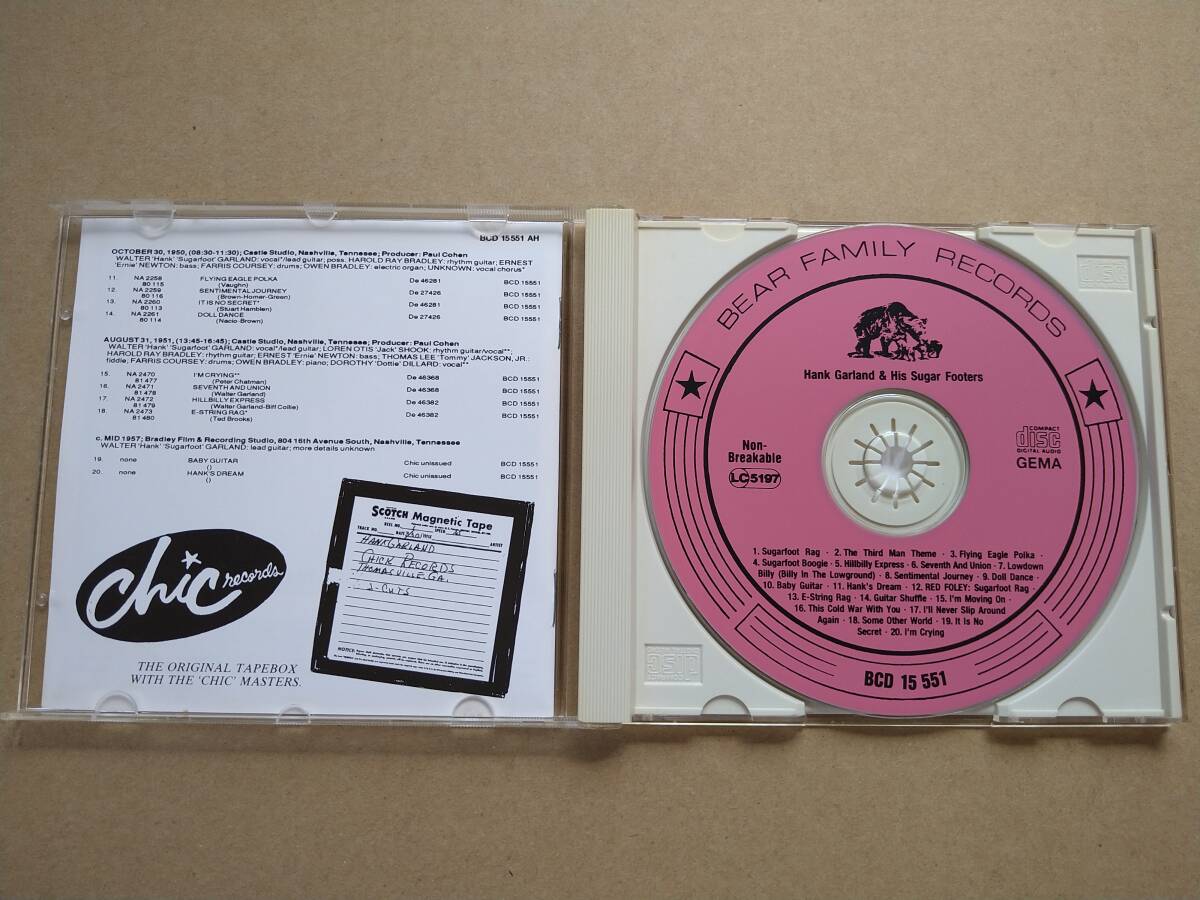 BCD 15551 AH
OCTOBER 30, 1950, (08:30-11:30); Castle Studio, Nashville, Tennesee; Producer: Paul Cohen
WALTER 'Hank' 'Sugarfoot' GARLAND: vocal*/lead guitar; poss. HAROLD RAY BRADLEY: rhythm guitar; ERNEST
'Ernie' NEWTON: bass; FARRIS COURSEY: drums; OWEN BRADLEY: electric organ; UNKNOWN: vocal chorus*
11. NA 2258 FLYING EAGLE POLKA De 46281 BCD 15551
80 115 (Vaughn)
12. NA 2259 SENTIMENTAL JOURNEY De 27426 BCD 15551
80 116 (Brown-Homer-Green)
13. NA 2260 IT IS NO SECRET* De 46281 BCD 15551
80 113 (Stuart Hamblen)
14. NA 2261 DOLL DANCE De 27426 BCD 15551
80 114 (Nacio-Brown)
AUGUST 31, 1951, (13:45-16:45); Castle Studio, Nashville, Tennessee; Producer: Paul Cohen
WALTER 'Hank' 'Sugarfoot' GARLAND: vocal*/lead guitar; LOREN OTIS 'Jack' SHOOK: rhythm guitar/vocal**;
HAROLD RAY BRADLEY: rhythm guitar; ERNEST 'Ernie' NEWTON: bass; THOMAS LEE 'Tommy' JACKSON, JR.:
fiddle; FARRIS COURSEY: drums; OWEN BRADLEY: piano; DOROTHY 'Dottie' DILLARD: vocal**
15. NA 2470 I'M CRYING** De 46368 BCD 15551
81 477 (Peter Chatman)
16. NA 2471 SEVENTH AND UNION De 46368 BCD 15551
81 478 (Walter Garland)
17. NA 2472 HILLBILLY EXPRESS De 46382 BCD 15551
81 479 (Walter Garland-Biff Collie)
18. NA 2473 E-STRING RAG* De 46382 BCD 15551
81 480 (Ted Brooks)
c. MID 1957; Bradley Film & Recording Studio, 804 16th Avenue South, Nashville, Tennessee
WALTER 'Hank' 'Sugarfoot' GARLAND: lead guitar; more details unknown
19. none BABY GUITAR Chic unissued BCD 15551
()
20. none HANK'S DREAM Chic unissued BCD 15551
()
chic records
THE ORIGINAL TAPEBOX
WITH THE 'CHIC' MASTERS.
SCOTCH Magnetic Tape
REEL NO. SPEED
TRACK NO. DATE TITLE ARTIST
HANK GARLAND
CHICK RECORDS
THOMASVILLE, GA.
2-CUTS
NOTICE:
BEAR FAMILY RECORDS
Hank Garland & His Sugar Footers
Non-
Breakable
LC 5197
COMPACT
disc
DIGITAL AUDIO
GEMA
1. Sugarfoot Rag · 2. The Third Man Theme · 3. Flying Eagle Polka ·
4. Sugarfoot Boogie · 5. Hillbilly Express · 6. Seventh And Union · 7. Lowdown
Billy (Billy In The Lowground) · 8. Sentimental Journey · 9. Doll Dance ·
10. Baby Guitar · 11. Hank's Dream · 12. RED FOLEY: Sugarfoot Rag ·
13. E-String Rag · 14. Guitar Shuffle · 15. I'm Moving On ·
16. This Cold War With You · 17. I'll Never Slip Around
Again · 18. Some Other World · 19. It Is No
Secret · 20. I'm Crying
BCD 15 551
disc
disc